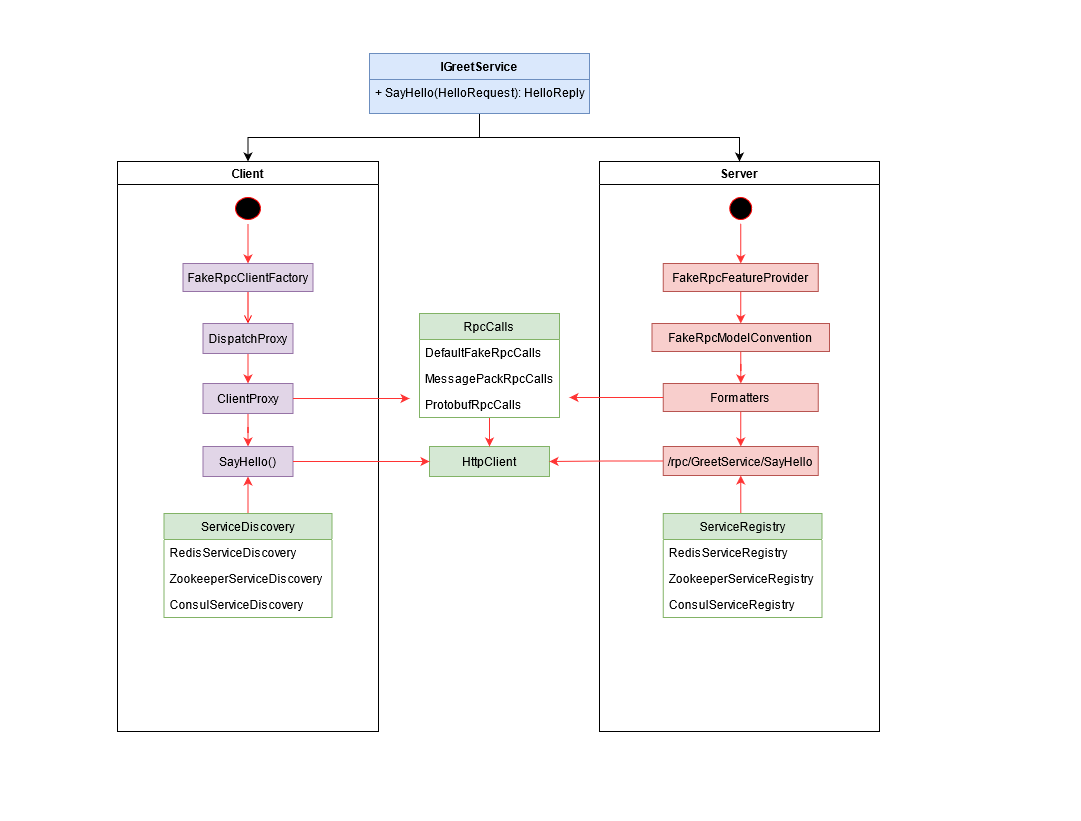 IGreetService
+ SayHello(HelloRequest): HelloReply
Client
FakeRpcClientFactory
DispatchProxy
ClientProxy
SayHello()
ServiceDiscovery
RedisServiceDiscovery
ZookeeperServiceDiscovery
ConsulServiceDiscovery
RpcCalls
DefaultFakeRpcCalls
MessagePackRpcCalls
ProtobufRpcCalls
HttpClient
Server
FakeRpcFeatureProvider
FakeRpcModelConvention
Formatters
/rpc/GreetService/SayHello
ServiceRegistry
RedisServiceRegistry
ZookeeperServiceRegistry
ConsulServiceRegistry